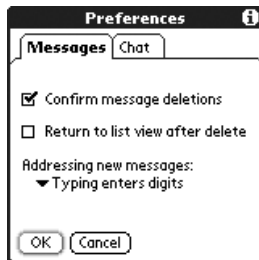 Preferences
Messages Chat
Confirm message deletions
Return to list view after delete
Addressing new messages:
Typing enters digits
OK Cancel